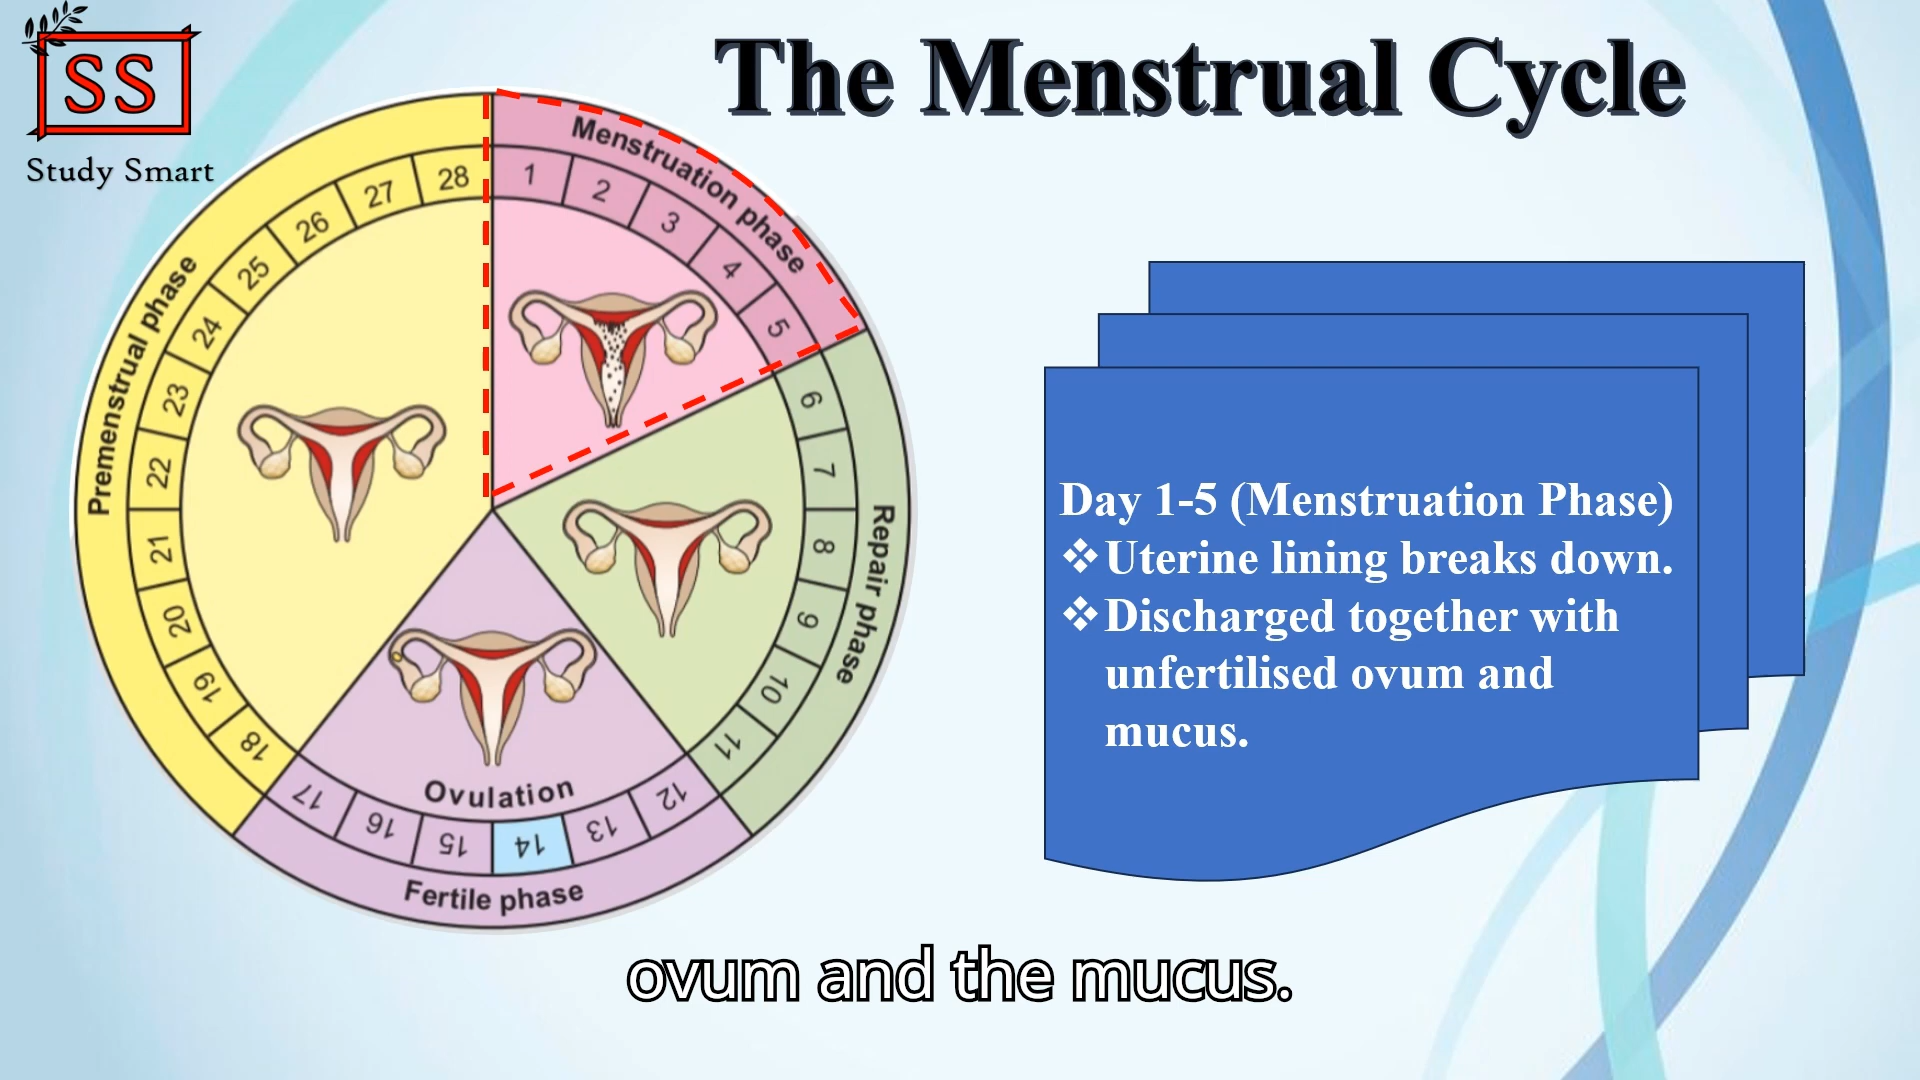 SS
Study Smart
The Menstrual Cycle
Menstruation phase
1
2
3
4
5
Repair phase
6
7
8
9
10
11
Ovulation
12
13
14
15
16
17
Fertile phase
Premenstrual phase
18
19
20
21
22
23
24
25
26
27
28
Day 1-5 (Menstruation Phase)
❖Uterine lining breaks down.
❖Discharged together with
unfertilised ovum and
mucus.
ovum and the mucus.